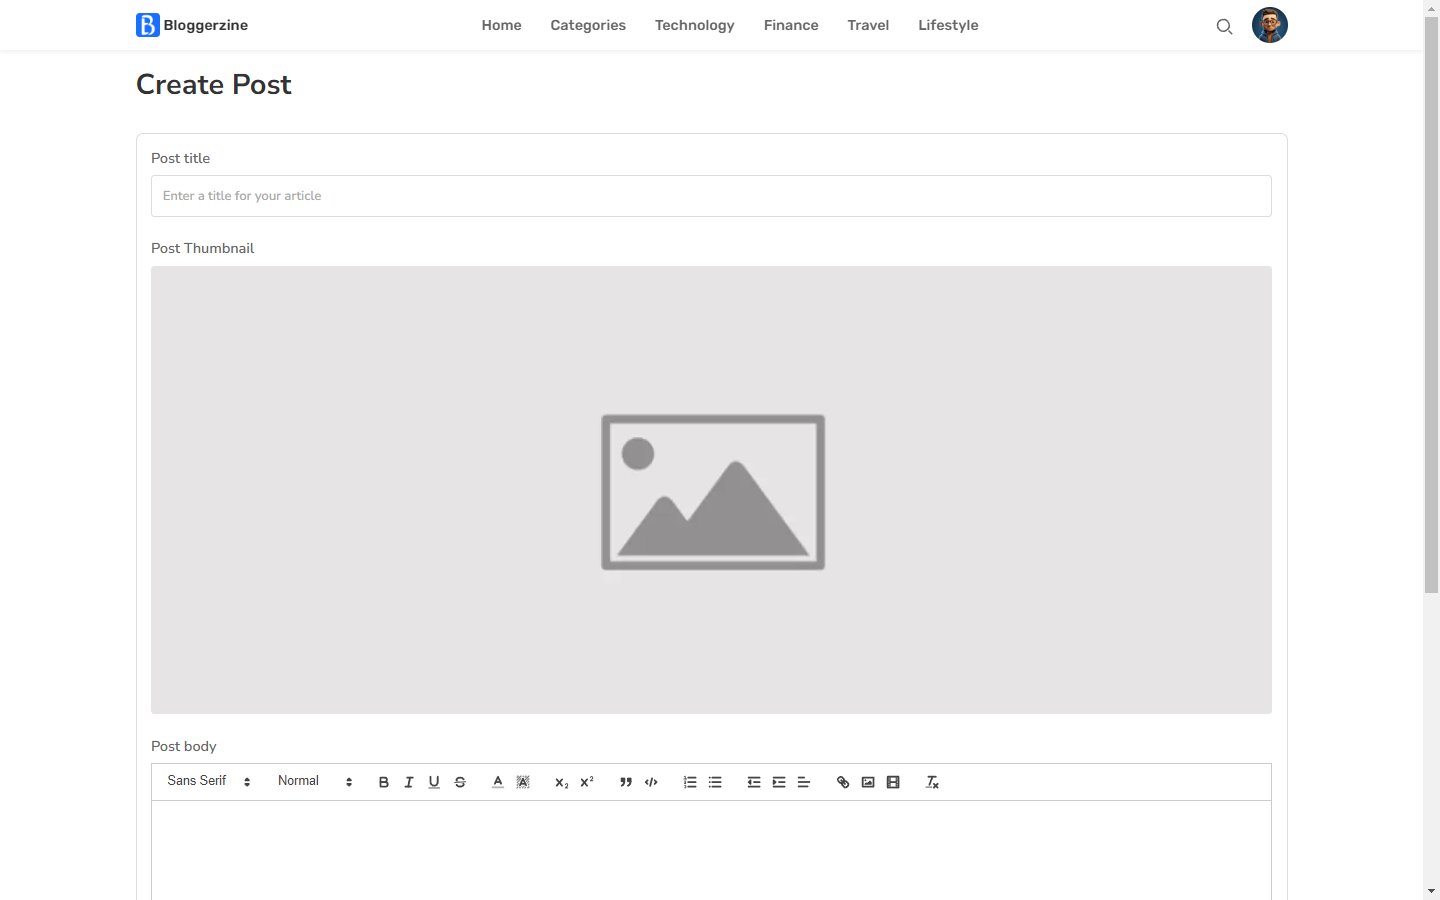 Bloggerzine Home Categories Technology Finance Travel Lifestyle
Create Post
Post title
Enter a title for your article
Post Thumbnail
Post body
Sans Serif Normal